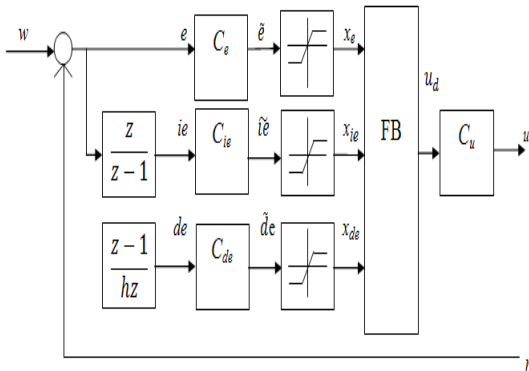 w
e
C_e
ẽ
x_e
z
z − 1
ie
C_ie
ĩe
x_ie
FB
u_d
C_u
u
z − 1
hz
de
C_de
d̃e
x_de